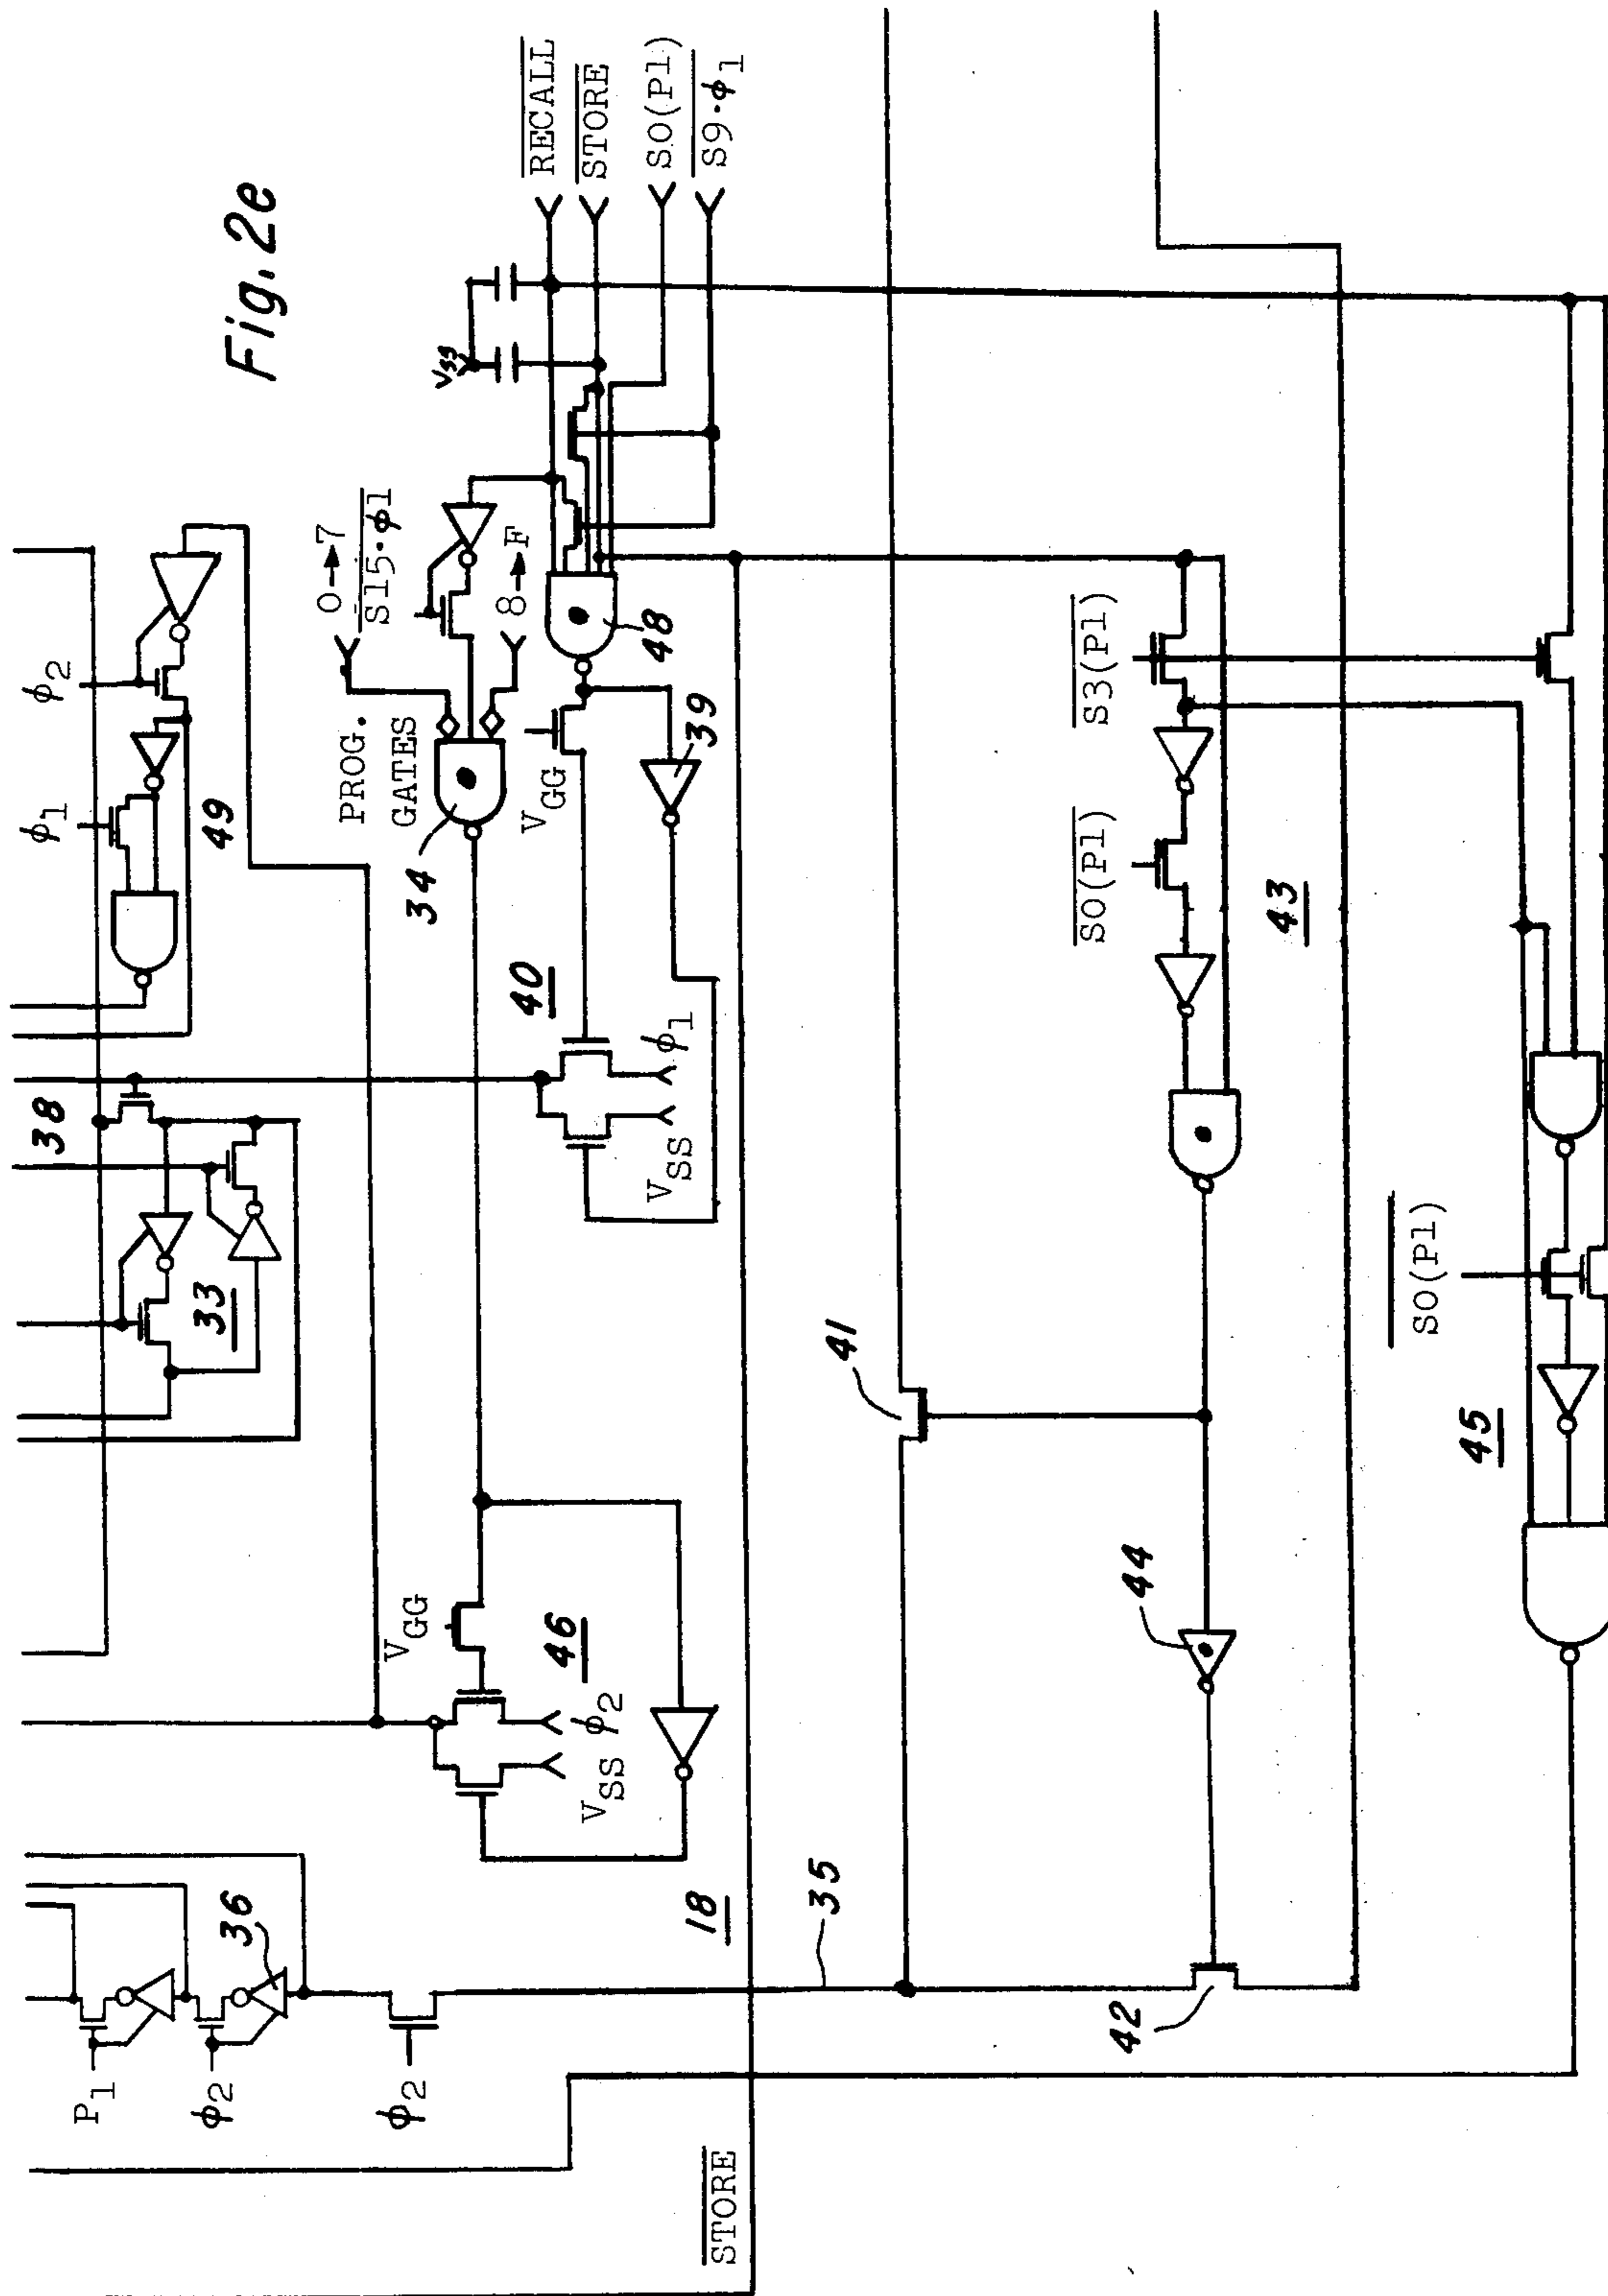 38
ϕ1
ϕ2
P1
33
49
ϕ2
36
Fig. 2e
0→7
PROG.
S15·ϕ1
GATES
ϕ2
VGG
34
VSS
8→F
40
VGG
RECALL
46
STORE
VSS
ϕ2
48
SO(P1)
VSS
ϕ1
39
18
S9·ϕ1
STORE
35
41
SO(P1)
S3(P1)
42
44
43
SO(P1)
45